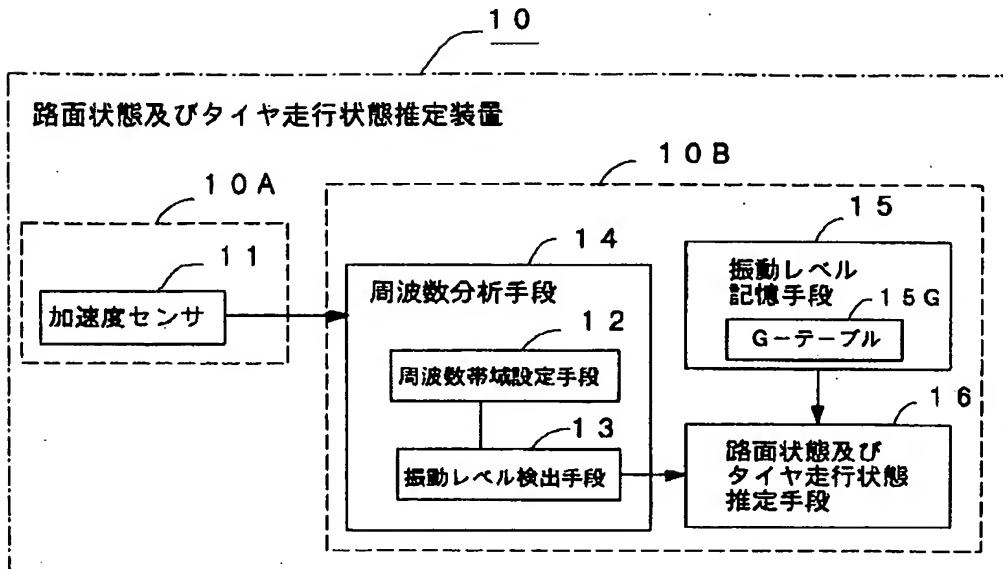 10
路面状態及びタイヤ走行状態推定装置
10A
11
加速度センサ
10B
14
周波数分析手段
12
周波数帯域設定手段
13
振動レベル検出手段
15
振動レベル
記憶手段
15G
G-テーブル
16
路面状態及び
タイヤ走行状態
推定手段